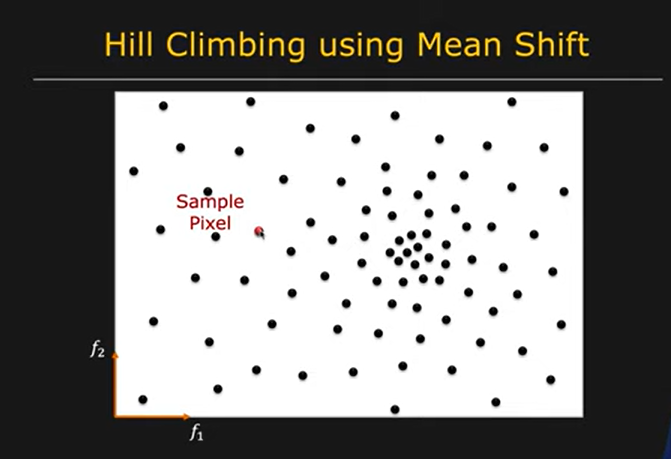 Hill Climbing using Mean Shift
Sample
Pixel
f₂
f₁